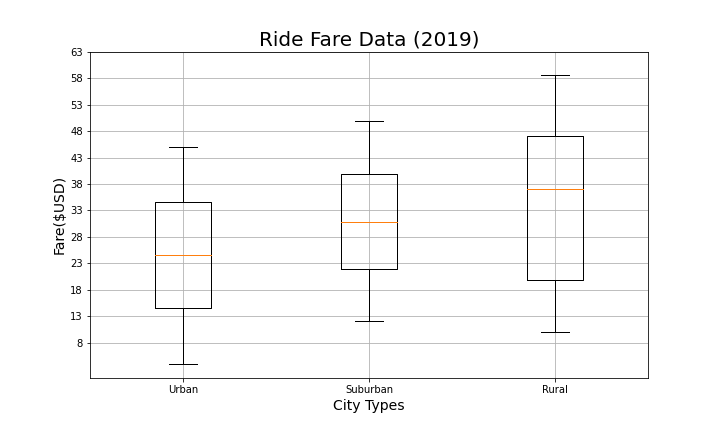 Ride Fare Data (2019)
63
58
53
48
43
38
33
28
23
18
13
8
Fare($USD)
Urban
Suburban
Rural
City Types